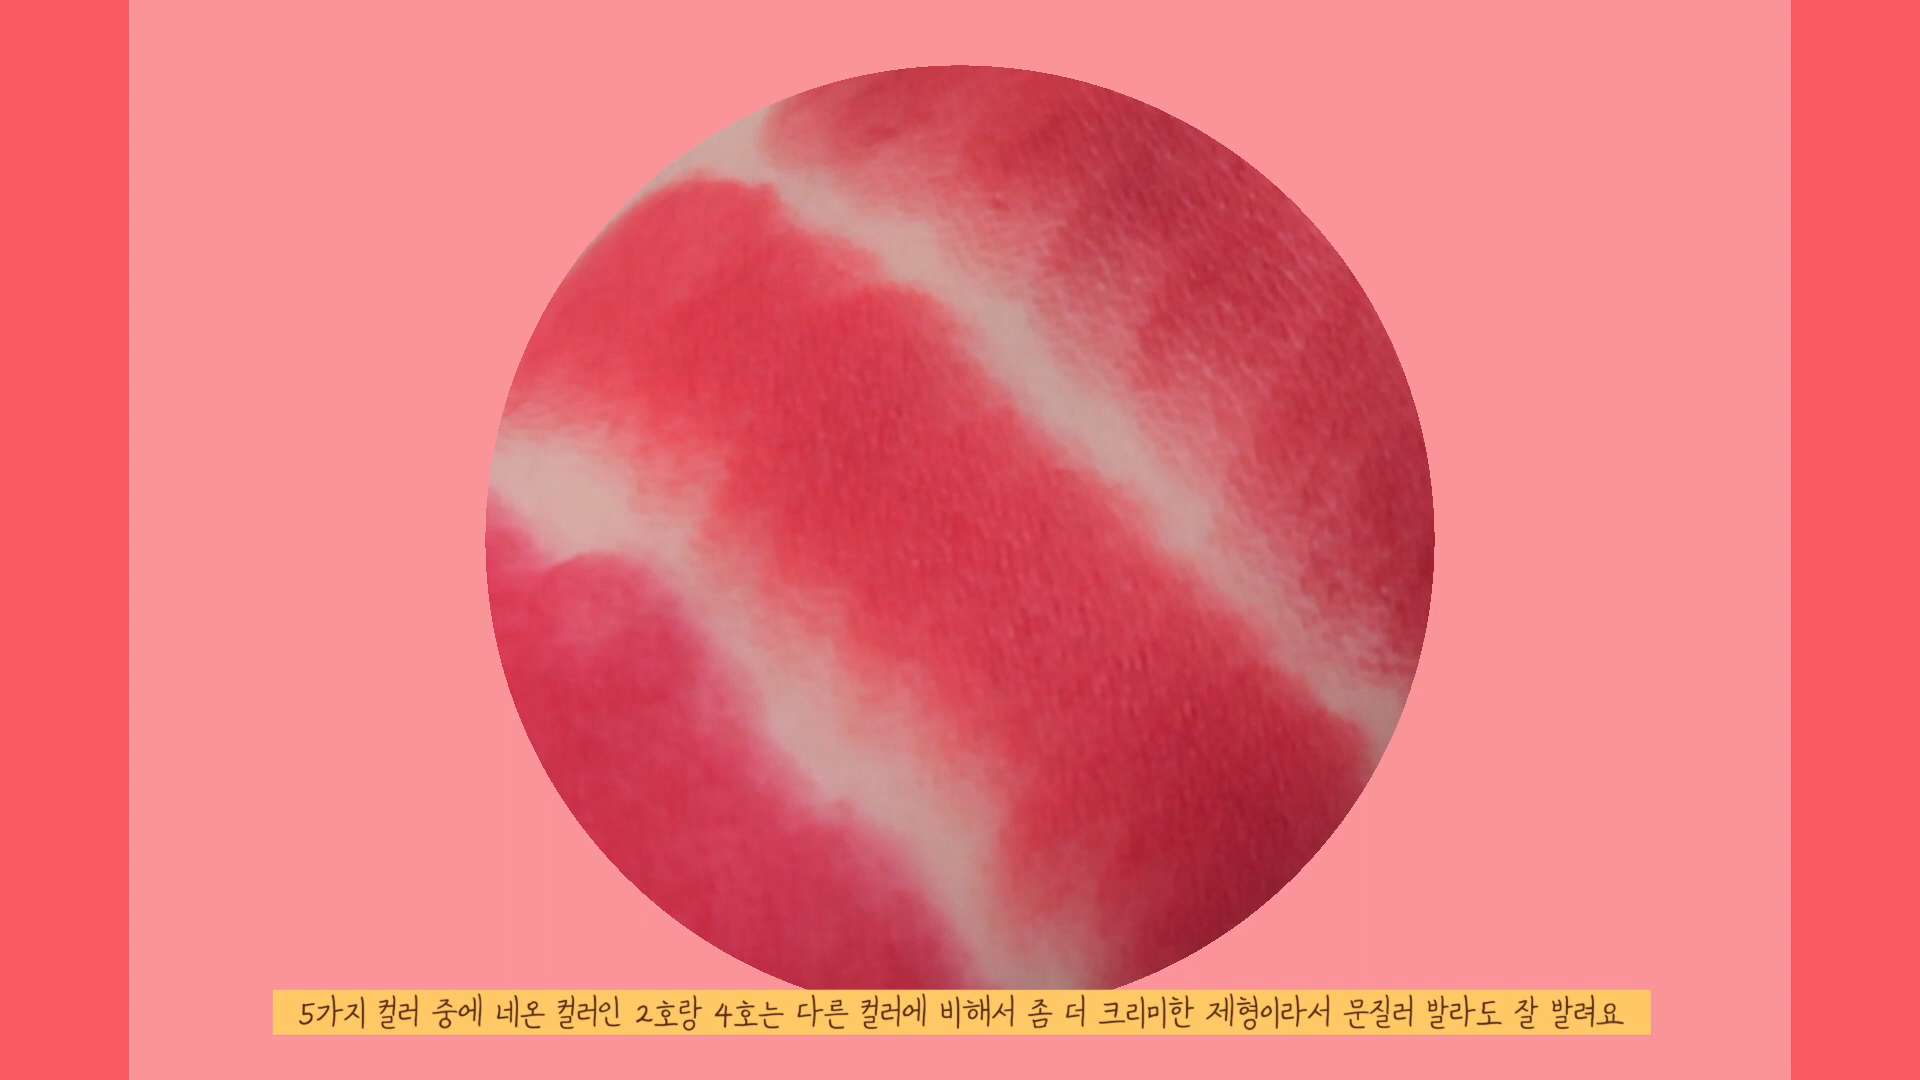 5가지 컬러 중에 네온 컬러인 2호랑 4호는 다른 컬러에 비해서 좀 더 크리미한 제형이라서 문질러 발라도 잘 발려요